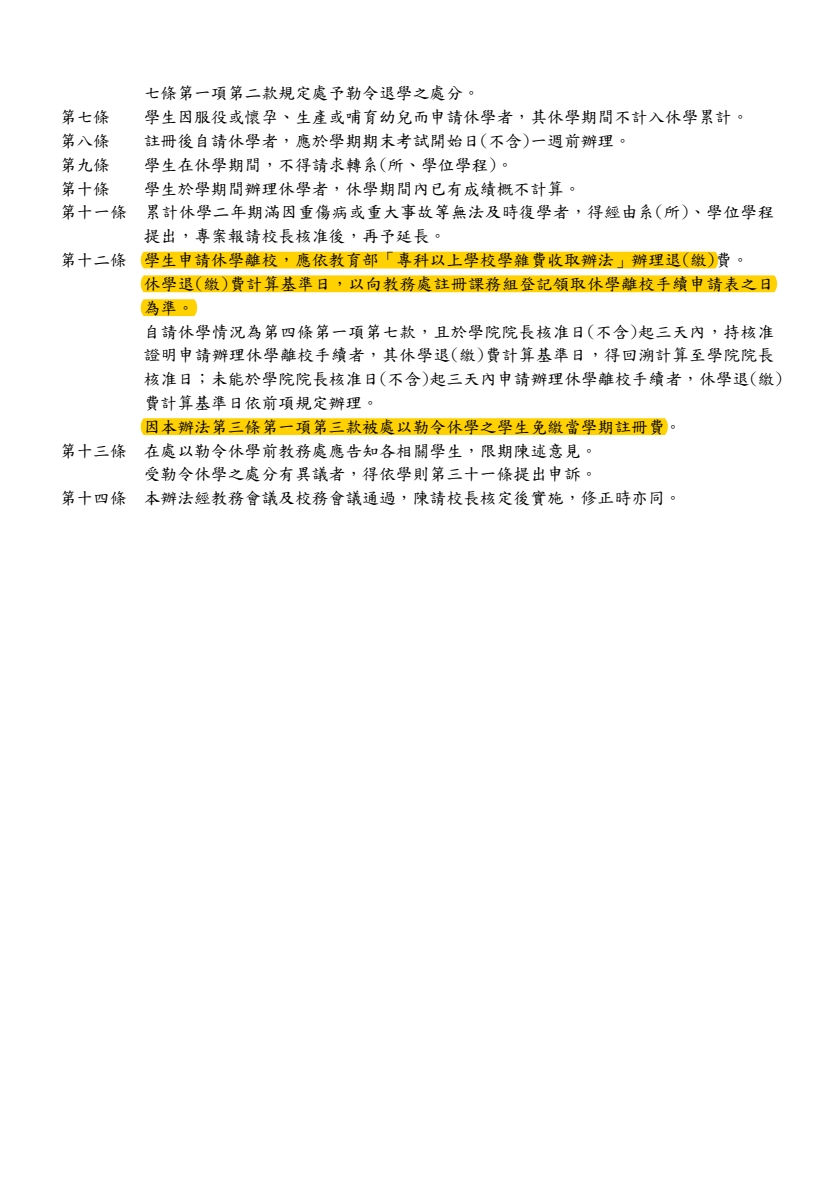 七條第一項第二款規定處予勒令退學之處分。
第七條 學生因服役或懷孕、生產或哺育幼兒而申請休學者，其休學期間不計入休學累計。
第八條 註冊後自請休學者，應於學期期末考試開始日(不含)一週前辦理。
第九條 學生在休學期間，不得請求轉系(所、學位學程)。
第十條 學生於學期間辦理休學者，休學期間內已有成績概不計算。
第十一條 累計休學二年期滿因重傷病或重大事故等無法及時復學者，得經由系(所)、學位學程
提出，專案報請校長核准後，再予延長。
第十二條 學生申請休學離校，應依教育部「專科以上學校學雜費收取辦法」辦理退(繳)費。
休學退(繳)費計算基準日，以向教務處註冊課務組登記領取休學離校手續申請表之日
為準。
自請休學情況為第四條第一項第七款，且於學院院長核准日(不含)起三天內，持核准
證明申請辦理休學離校手續者，其休學退(繳)費計算基準日，得回溯計算至學院院長
核准日；未能於學院院長核准日(不含)起三天內申請辦理休學離校手續者，休學退(繳)
費計算基準日依前項規定辦理。
因本辦法第三條第一項第三款被處以勒令休學之學生免繳當學期註冊費。
第十三條 在處以勒令休學前教務處應告知各相關學生，限期陳述意見。
受勒令休學之處分有異議者，得依學則第三十一條提出申訴。
第十四條 本辦法經教務會議及校務會議通過，陳請校長核定後實施，修正時亦同。